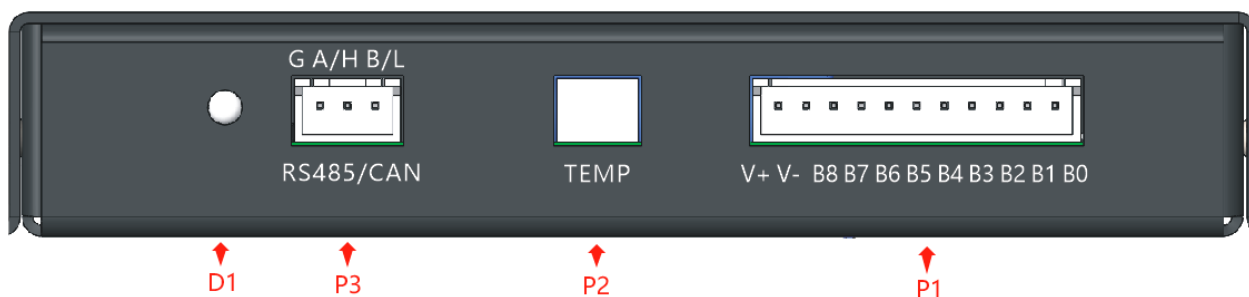 G A/H B/L
RS485/CAN
TEMP
V+ V- B8 B7 B6 B5 B4 B3 B2 B1 B0
D1
P3
P2
P1